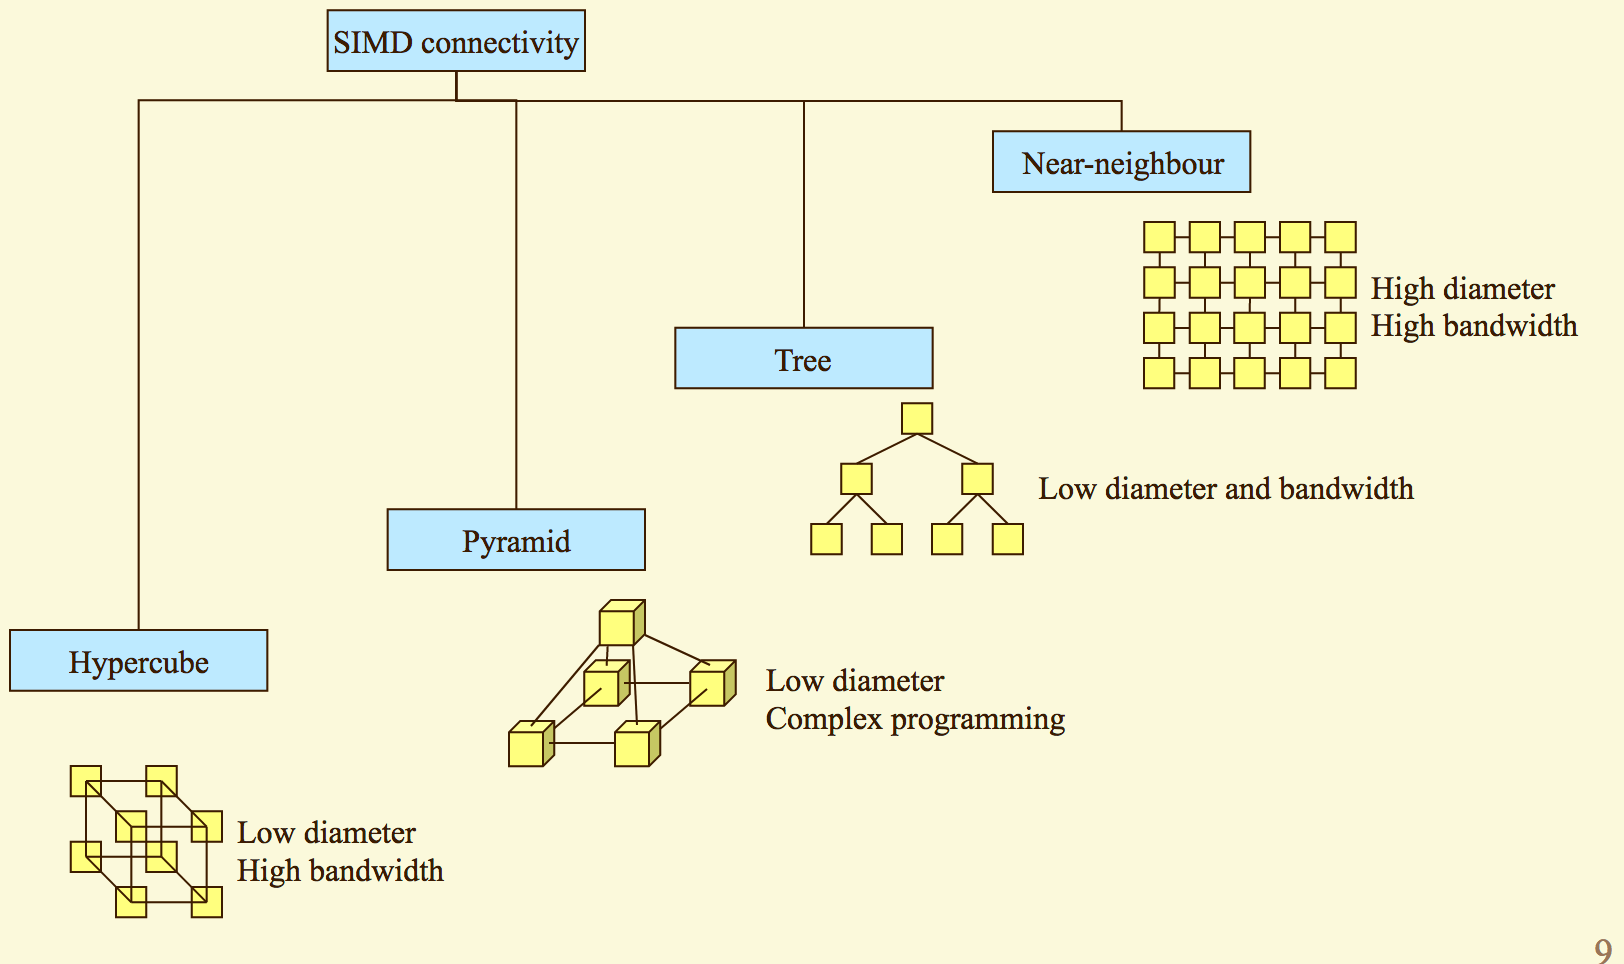 SIMD connectivity
Near-neighbour
High diameter
High bandwidth
Tree
Low diameter and bandwidth
Pyramid
Low diameter
Complex programming
Hypercube
Low diameter
High bandwidth
9